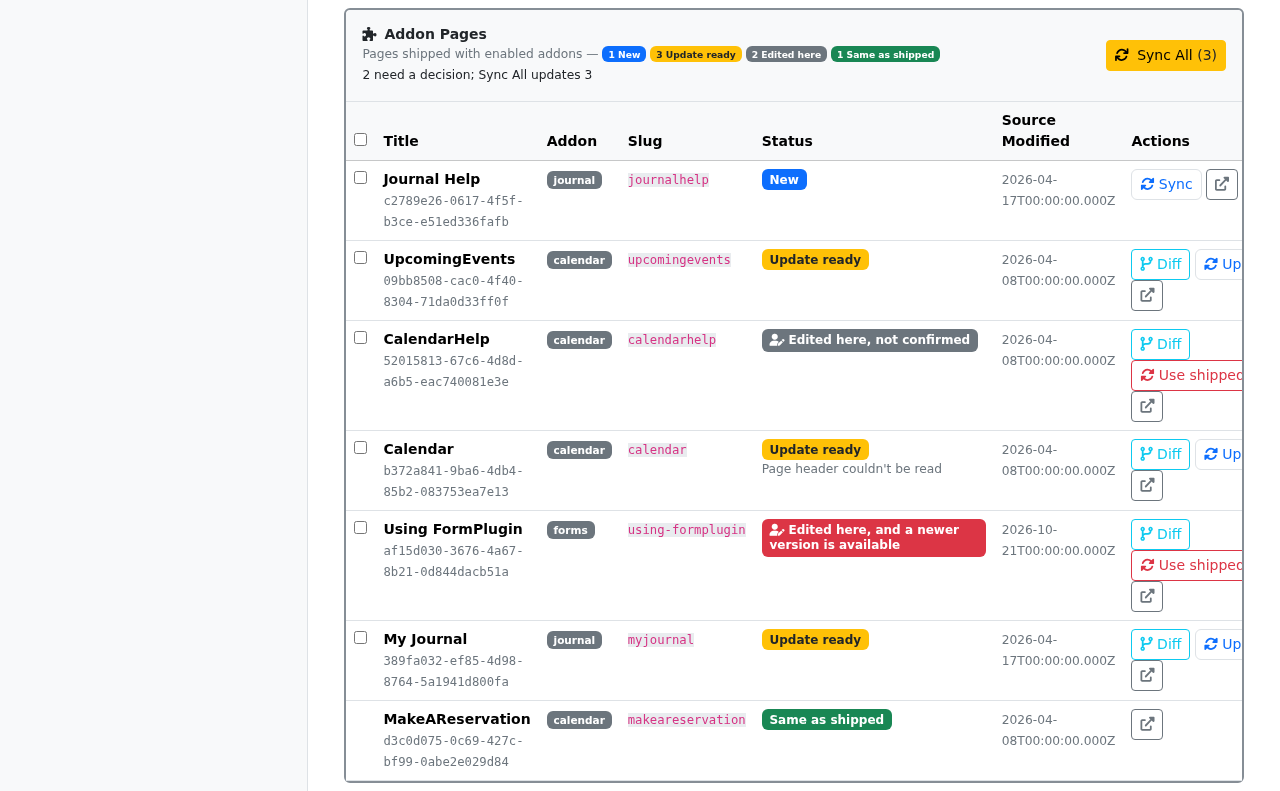 Addon Pages
Pages shipped with enabled addons — 1 New 3 Update ready 2 Edited here 1 Same as shipped
2 need a decision; Sync All updates 3
Sync All (3)
Title Addon Slug Status Source Modified Actions
Journal Help journal journalhelp New 2026-04- Sync
c2789e26-0617-4f5f- 17T00:00:00.000Z
b3ce-e51ed336fafb
UpcomingEvents calendar upcomingevents Update ready 2026-04- Diff Up
09bb8508-cac0-4f40- 08T00:00:00.000Z
8304-71da0d33ff0f
CalendarHelp calendar calendarhelp Edited here, not confirmed 2026-04- Diff
52015813-67c6-4d8d- 08T00:00:00.000Z
a6b5-eac740081e3e Use shipped
Calendar calendar calendar Update ready 2026-04- Diff Up
b372a841-9ba6-4db4- Page header couldn't be read 08T00:00:00.000Z
85b2-083753ea7e13
Using FormPlugin forms using-formplugin Edited here, and a newer 2026-10- Diff
af15d030-3676-4a67- version is available 21T00:00:00.000Z
8b21-0d844dacb51a Use shipped
My Journal journal myjournal Update ready 2026-04- Diff Up
389fa032-ef85-4d98- 17T00:00:00.000Z
8764-5a1941d800fa
MakeAReservation calendar makeareservation Same as shipped 2026-04-
d3c0d075-0c69-427c- 08T00:00:00.000Z
bf99-0abe2e029d84